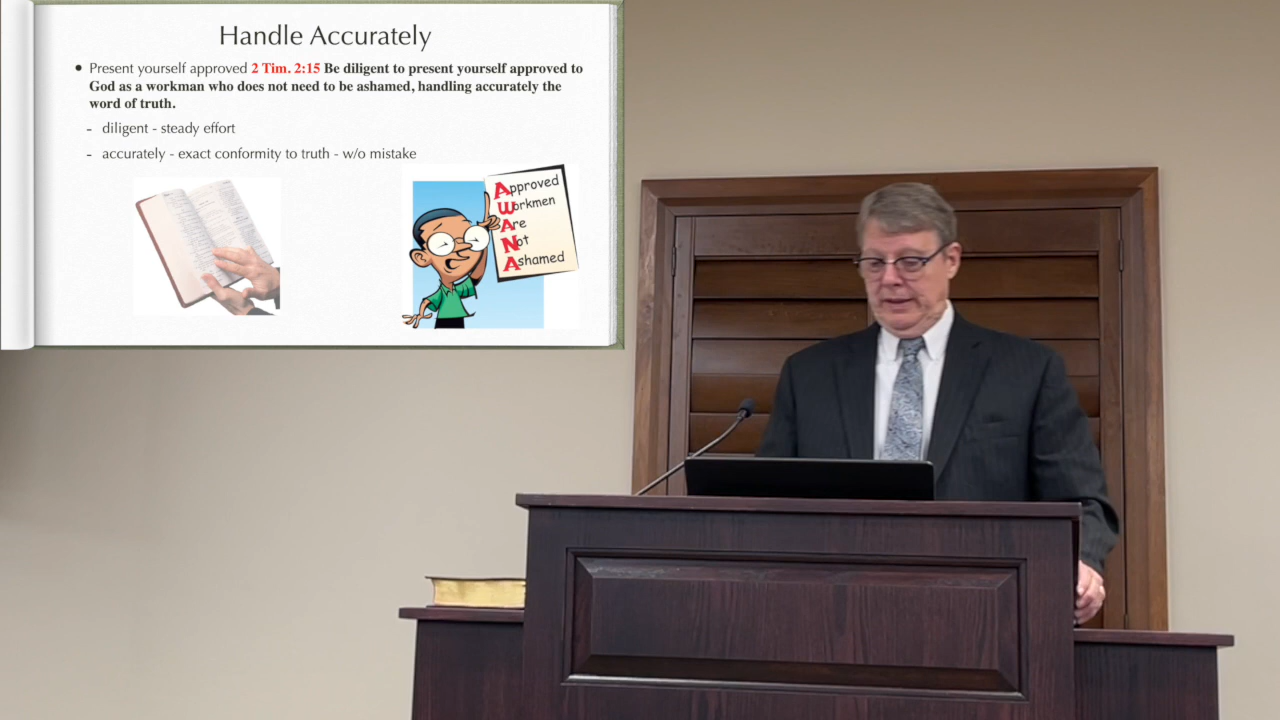 Handle Accurately
• Present yourself approved 2 Tim. 2:15 Be diligent to present yourself approved to
God as a workman who does not need to be ashamed, handling accurately the
word of truth.
- diligent - steady effort
- accurately - exact conformity to truth - w/o mistake
Approved
Workmen
Are
Not
Ashamed